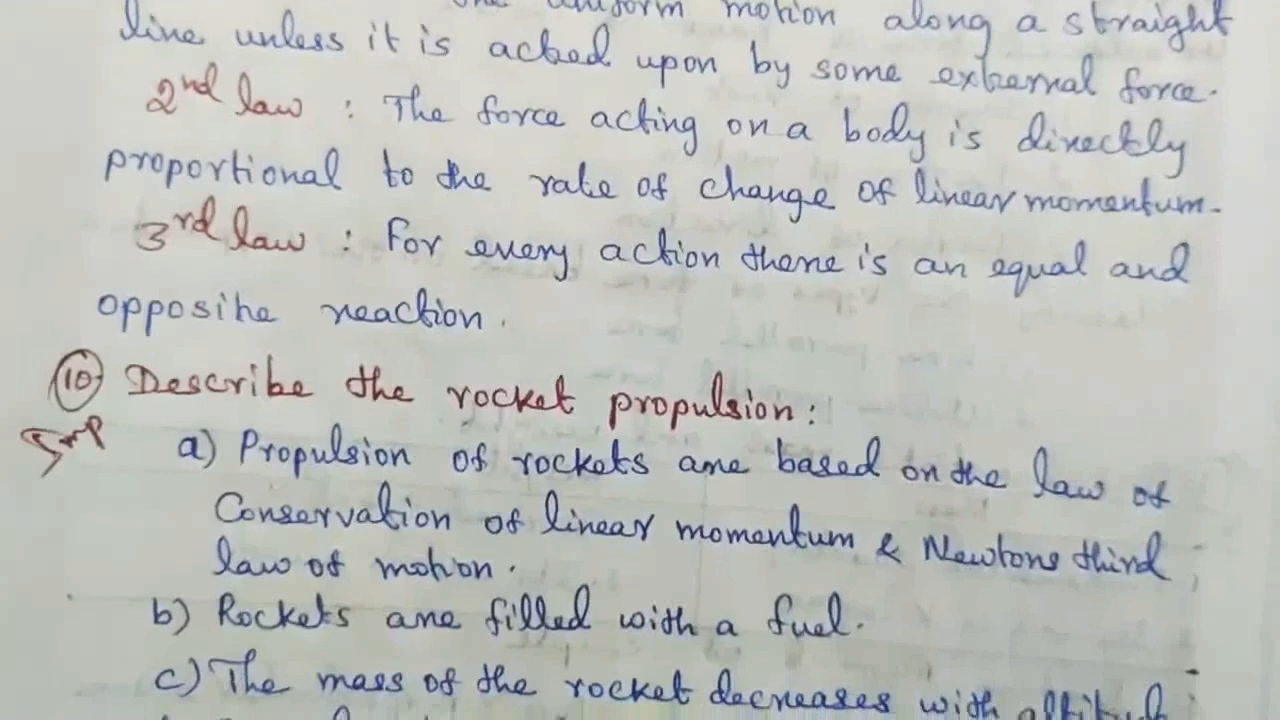 uniform motion along a straight
line unless it is acted upon by some external force.
2nd law : The force acting on a body is directly
proportional to the rate of change of linear momentum.
3rd law : For every action there is an equal and
opposite reaction.
10 Describe the rocket propulsion :
Imp
a) Propulsion of rockets are based on the law of
Conservation of linear momentum & Newtons third
law of motion.
b) Rockets are filled with a fuel.
c) The mass of the rocket decreases with